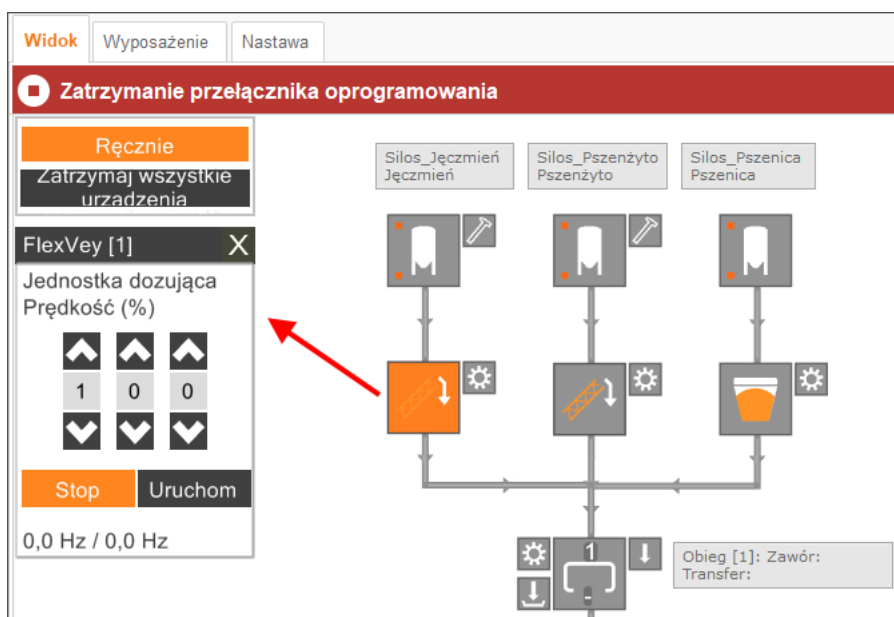 Widok Wyposażenie Nastawa
Zatrzymanie przełącznika oprogramowania
Ręcznie
Zatrzymaj wszystkie
urzadzenia
FlexVey [1] X
Jednostka dozująca
Prędkość (%)
1 0 0
Stop Uruchom
0,0 Hz / 0,0 Hz
Silos_Jęczmień
Jęczmień
Silos_Pszenżyto
Pszenżyto
Silos_Pszenica
Pszenica
1
Obieg [1]: Zawór:
Transfer:
-